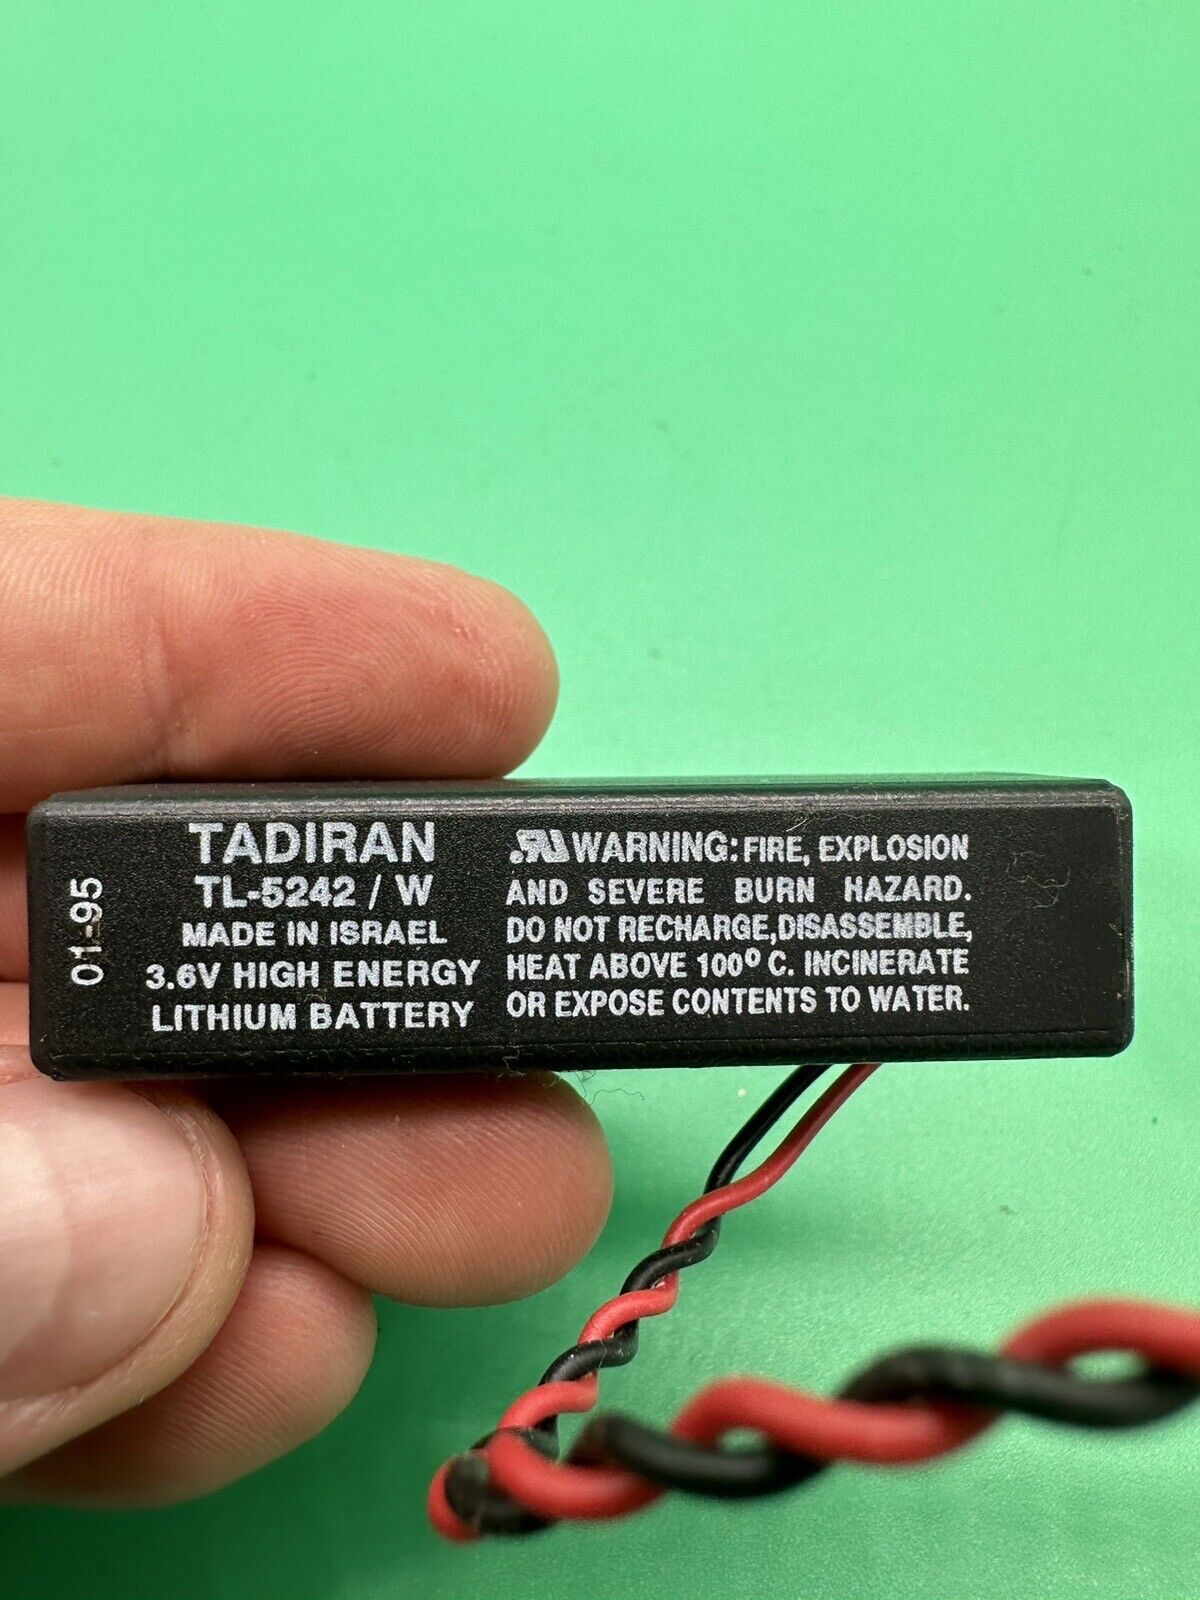 01-95
TADIRAN
TL-5242 / W
MADE IN ISRAEL
3.6V HIGH ENERGY
LITHIUM BATTERY
WARNING: FIRE, EXPLOSION
AND SEVERE BURN HAZARD.
DO NOT RECHARGE, DISASSEMBLE,
HEAT ABOVE 100° C. INCINERATE
OR EXPOSE CONTENTS TO WATER.